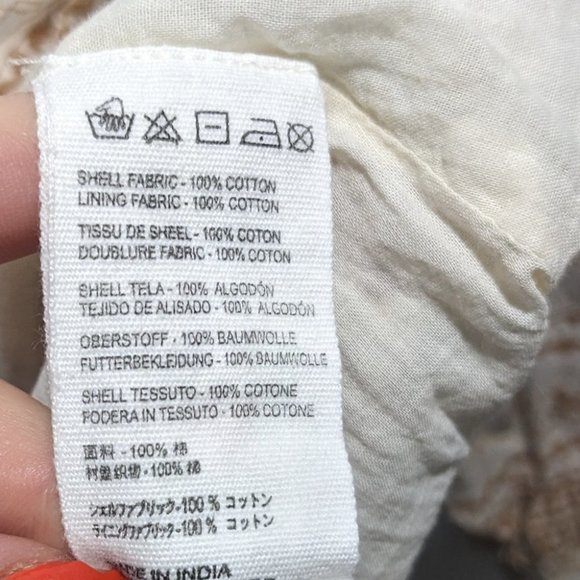 SHELL FABRIC - 100% COTTON
LINING FABRIC - 100% COTTON
TISSU DE SHEEL - 100% COTON
DOUBLURE FABRIC - 100% COTON
SHELL TELA - 100% ALGODÓN
TEJIDO DE ALISADO - 100% ALGODÓN
OBERSTOFF - 100% BAUMWOLLE
FUTTERBEKLEIDUNG - 100% BAUMWOLLE
SHELL TESSUTO - 100% COTONE
FODERA IN TESSUTO - 100% COTONE
面料 - 100% 棉
衬里织物 - 100% 棉
シェルファブリック - 100% コットン
ライニングファブリック - 100% コットン
MADE IN INDIA